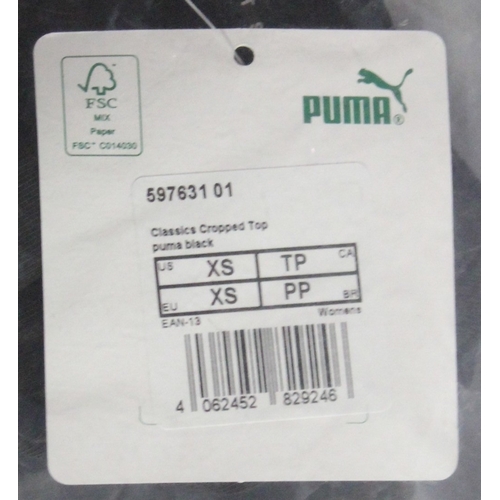 FSC
MIX
Paper
FSC™ C014030
PUMA®
597631 01
Classics Cropped Top
puma black
US XS TP CA
EU XS PP BR
EAN-13 Womens
4 062452 829246